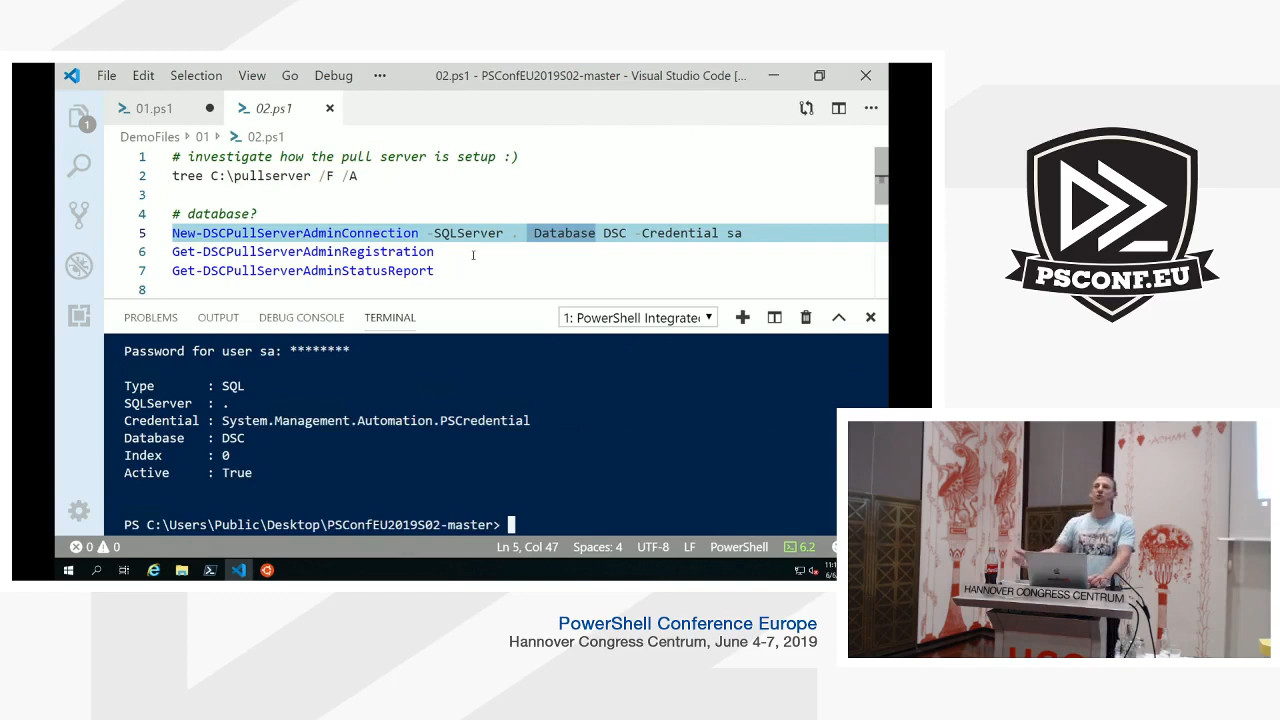 File Edit Selection View Go Debug ••• 02.ps1 - PSConfEU2019S02-master - Visual Studio Code [...
01.ps1 02.ps1
DemoFiles 01 02.ps1
1 # investigate how the pull server is setup :)
2 tree C:\pullserver /F /A
3
4 # database?
5 New-DSCPullServerAdminConnection -SQLServer . -Database DSC -Credential sa
6 Get-DSCPullServerAdminRegistration
7 Get-DSCPullServerAdminStatusReport
8
PROBLEMS OUTPUT DEBUG CONSOLE TERMINAL 1: PowerShell Integrate
Password for user sa: ********
Type : SQL
SQLServer : .
Credential : System.Management.Automation.PSCredential
Database : DSC
Index : 0
Active : True
PS C:\Users\Public\Desktop\PSConfEU2019S02-master>
0 0 Ln 5, Col 47 Spaces: 4 UTF-8 LF PowerShell 6.2
1
PSCONF.EU
HANNOVER CONGRESS CENTRUM
PowerShell Conference Europe
Hannover Congress Centrum, June 4-7, 2019